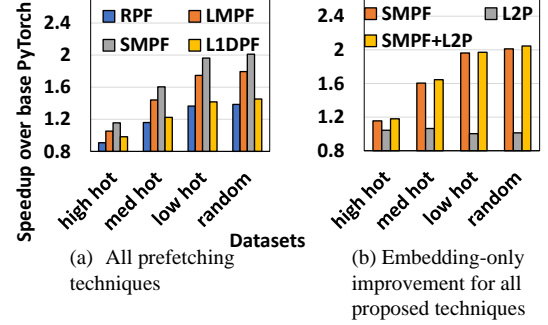 Speedup over base PyTorch
2.4
2
1.6
1.2
0.8
RPF LMPF
SMPF L1DPF
high hot
med hot
low hot
random
SMPF L2P
SMPF+L2P
2.4
2
1.6
1.2
0.8
high hot
med hot
low hot
random
Datasets
(a) All prefetching
techniques
(b) Embedding-only
improvement for all
proposed techniques